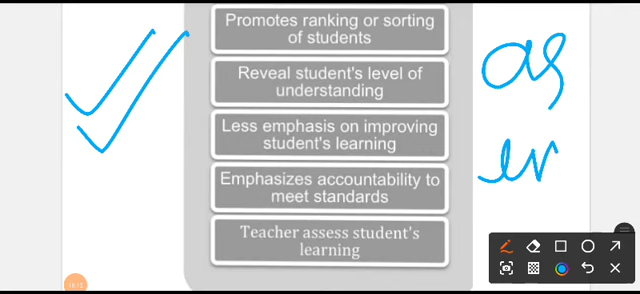 Promotes ranking or sorting
of students
Reveal student's level of
understanding
Less emphasis on improving
student's learning
Emphasizes accountability to
meet standards
Teacher assess student's
learning
as